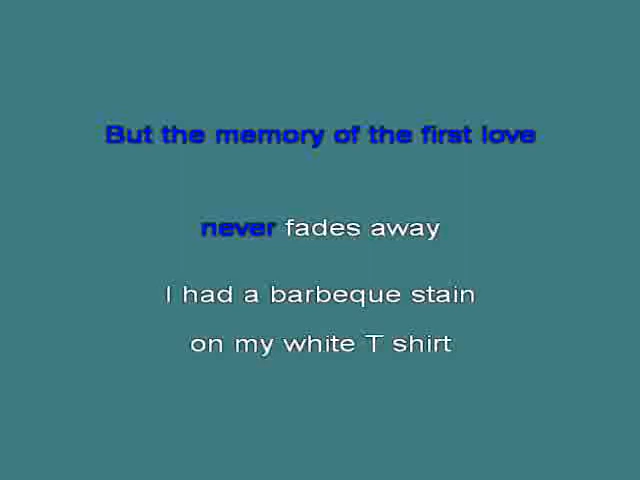 But the memory of the first love
never fades away
I had a barbeque stain
on my white T shirt